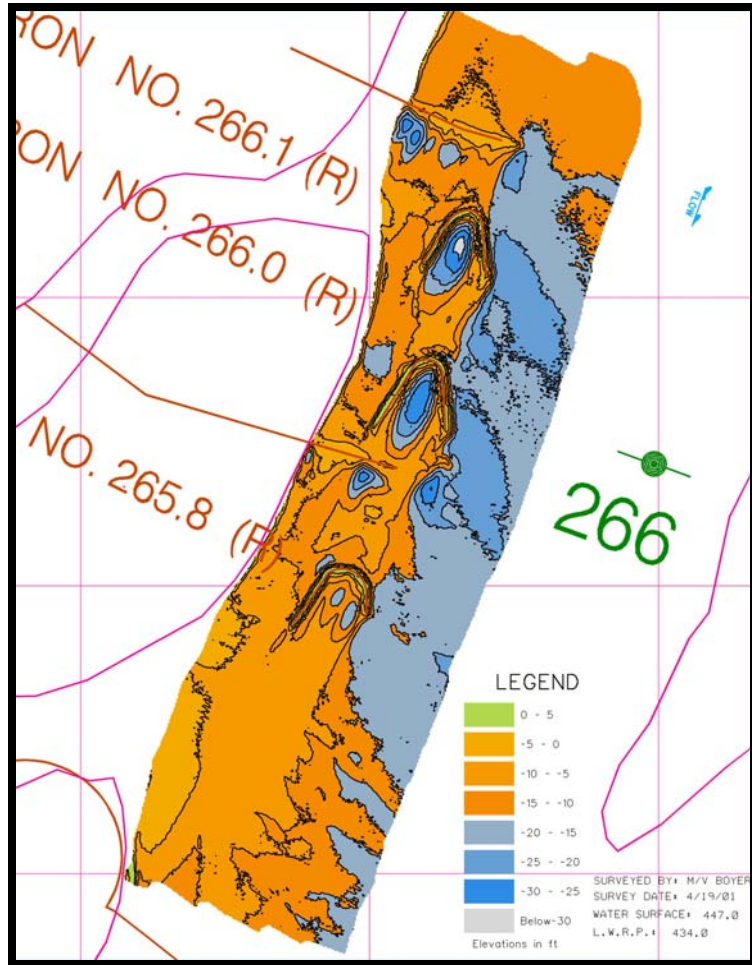 RON NO. 266.1 (R)
RON NO. 266.0 (R)
NO. 265.8 (R)
FLOW
266
LEGEND
0 - 5
-5 - 0
-10 - -5
-15 - -10
-20 - -15
-25 - -20
-30 - -25
Below-30
Elevations in ft
SURVEYED BY: M/V BOYER
SURVEY DATE: 4/19/01
WATER SURFACE: 447.0
L.W.R.P.: 434.0